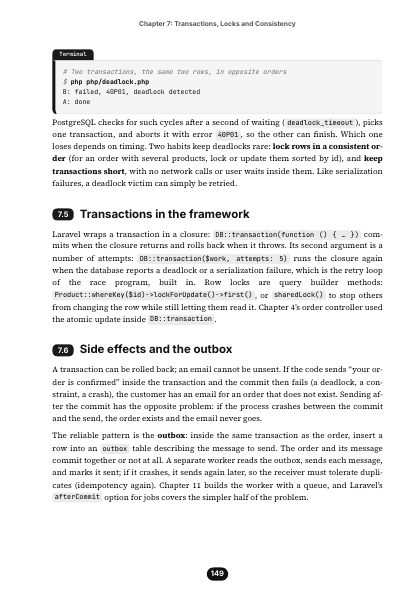 Chapter 7: Transactions, Locks and Consistency
Terminal
# Two transactions, the same two rows, in opposite orders
$ php php/deadlock.php
B: failed, 40P01, deadlock detected
A: done
PostgreSQL checks for such cycles after a second of waiting (deadlock_timeout), picks
one transaction, and aborts it with error 40P01, so the other can finish. Which one
loses depends on timing. Two habits keep deadlocks rare: lock rows in a consistent or-
der (for an order with several products, lock or update them sorted by id), and keep
transactions short, with no network calls or user waits inside them. Like serialization
failures, a deadlock victim can simply be retried.
7.5 Transactions in the framework
Laravel wraps a transaction in a closure: DB::transaction(function () { … }) com-
mits when the closure returns and rolls back when it throws. Its second argument is a
number of attempts: DB::transaction($work, attempts: 5) runs the closure again
when the database reports a deadlock or a serialization failure, which is the retry loop
of the race program, built in. Row locks are query builder methods:
Product::whereKey($id)->lockForUpdate()->first(), or sharedLock() to stop others
from changing the row while still letting them read it. Chapter 4’s order controller used
the atomic update inside DB::transaction.
7.6 Side effects and the outbox
A transaction can be rolled back; an email cannot be unsent. If the code sends “your or-
der is confirmed” inside the transaction and the commit then fails (a deadlock, a con-
straint, a crash), the customer has an email for an order that does not exist. Sending af-
ter the commit has the opposite problem: if the process crashes between the commit
and the send, the order exists and the email never goes.
The reliable pattern is the outbox: inside the same transaction as the order, insert a
row into an outbox table describing the message to send. The order and its message
commit together or not at all. A separate worker reads the outbox, sends each message,
and marks it sent; if it crashes, it sends again later, so the receiver must tolerate dupli-
cates (idempotency again). Chapter 11 builds the worker with a queue, and Laravel’s
afterCommit option for jobs covers the simpler half of the problem.
149